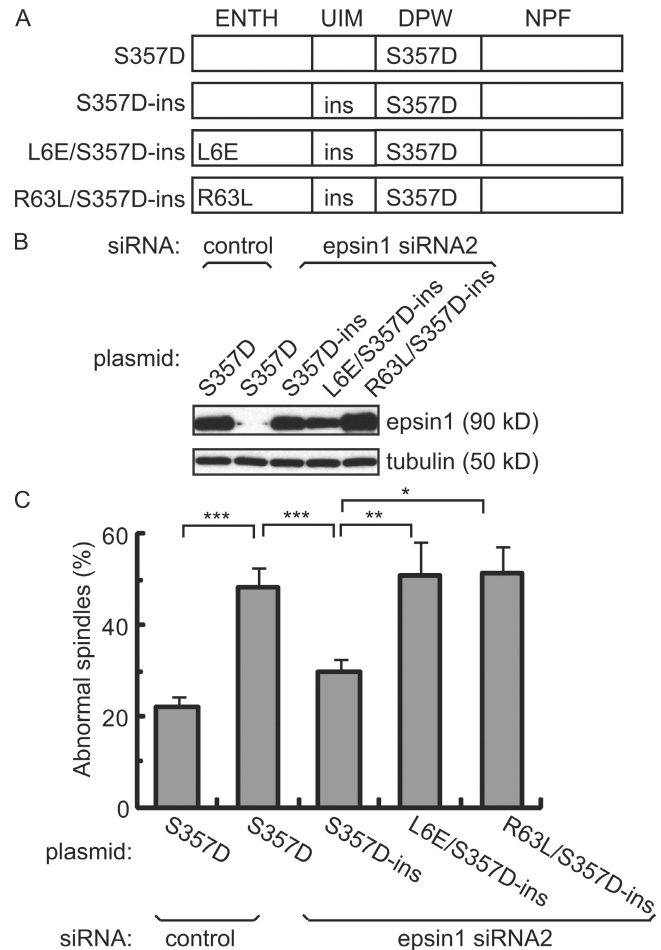 A
ENTH UIM DPW NPF
S357D S357D
S357D-ins ins S357D
L6E/S357D-ins L6E ins S357D
R63L/S357D-ins R63L ins S357D
B
siRNA: control epsin1 siRNA2
plasmid: S357D S357D S357D-ins L6E/S357D-ins R63L/S357D-ins
epsin1 (90 kD)
tubulin (50 kD)
C
*
*** *** **
Abnormal spindles (%)
60
40
20
0
plasmid: S357D S357D S357D-ins L6E/S357D-ins R63L/S357D-ins
siRNA: control epsin1 siRNA2